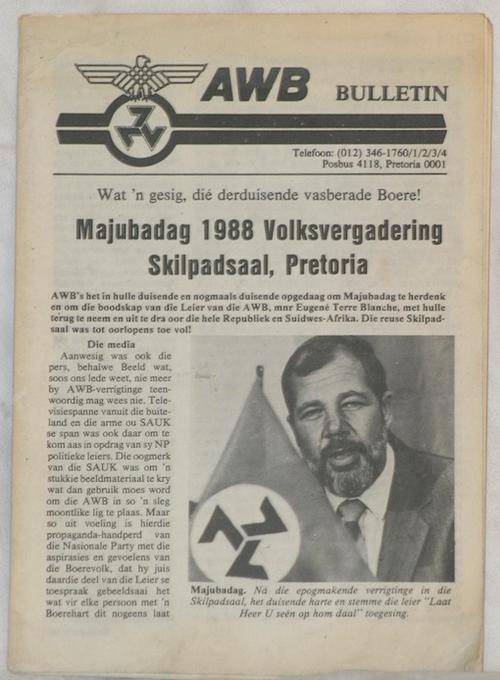 AWB BULLETIN
Telefoon: (012) 346-1760/1/2/3/4
Posbus 4118, Pretoria 0001
Wat 'n gesig, dié derduisende vasberade Boere!
Majubadag 1988 Volksvergadering
Skilpadsaal, Pretoria
AWB's het in hulle duisende en nogmaals duisende opgedaag om Majubadag te herdenk
en om die boodskap van die Leier van die AWB, mnr Eugené Terre Blanche, met hulle
terug te neem en uit te dra oor die hele Republiek en Suidwes-Afrika. Die reuse Skilpad-
saal was tot oorlopens toe vol!
Die media
Aanwesig was ook die
pers, behalwe Beeld wat,
soos ons lede weet, nie meer
by AWB-verrigtinge teen-
woordig mag wees nie. Tele-
visiespanne vanuit die buite-
land en die arme ou SAUK
se span was ook daar om te
kom aas in opdrag van sy NP
politieke leiers. Die oogmerk
van die SAUK was om 'n
stukkie beeldmateriaal te kry
wat dan gebruik moes word
om die AWB in so 'n sleg
moontlike lig te plaas. Maar
so uit voeling is hierdie
propaganda-handperd van
die Nasionale Party met die
aspirasies en gevoelens van
die Boerevolk, dat hy juis
daardie deel van die Leier se
toespraak gebeeldsaai het
wat vir elke persoon met 'n
Boerehart dit nogeens laat
Majubadag. Ná die epogmakende verrigtinge in die
Skilpadsaal, het duisende harte en stemme die leier "Laat
Heer U seën op hom daal" toegesing.